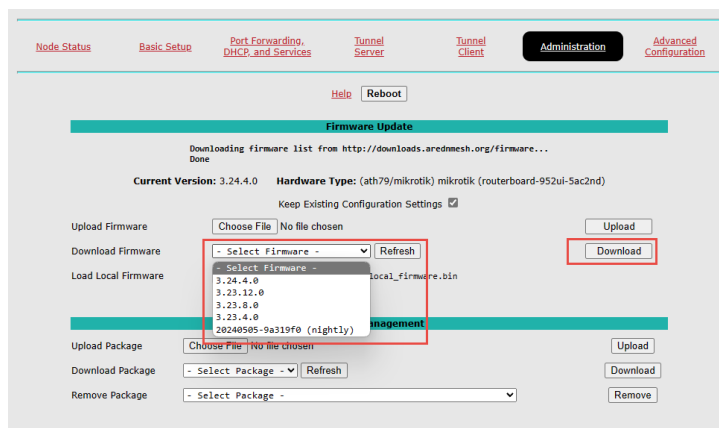 Node Status
Basic Setup
Port Forwarding,
DHCP, and Services
Tunnel
Server
Tunnel
Client
Administration
Advanced
Configuration
Help Reboot
Firmware Update
Downloading firmware list from http://downloads.arednmesh.org/firmware...
Done
Current Version: 3.24.4.0 Hardware Type: (ath79/mikrotik) mikrotik (routerboard-952ui-5ac2nd)
Keep Existing Configuration Settings
Upload Firmware Choose File No file chosen Upload
Download Firmware - Select Firmware - Refresh Download
- Select Firmware -
Load Local Firmware local_firmware.bin
3.24.4.0
3.23.12.0
3.23.8.0
3.23.4.0
20240505-9a319f0 (nightly)
nagement
Upload Package Choose File No file chosen Upload
Download Package - Select Package - Refresh Download
Remove Package - Select Package - Remove